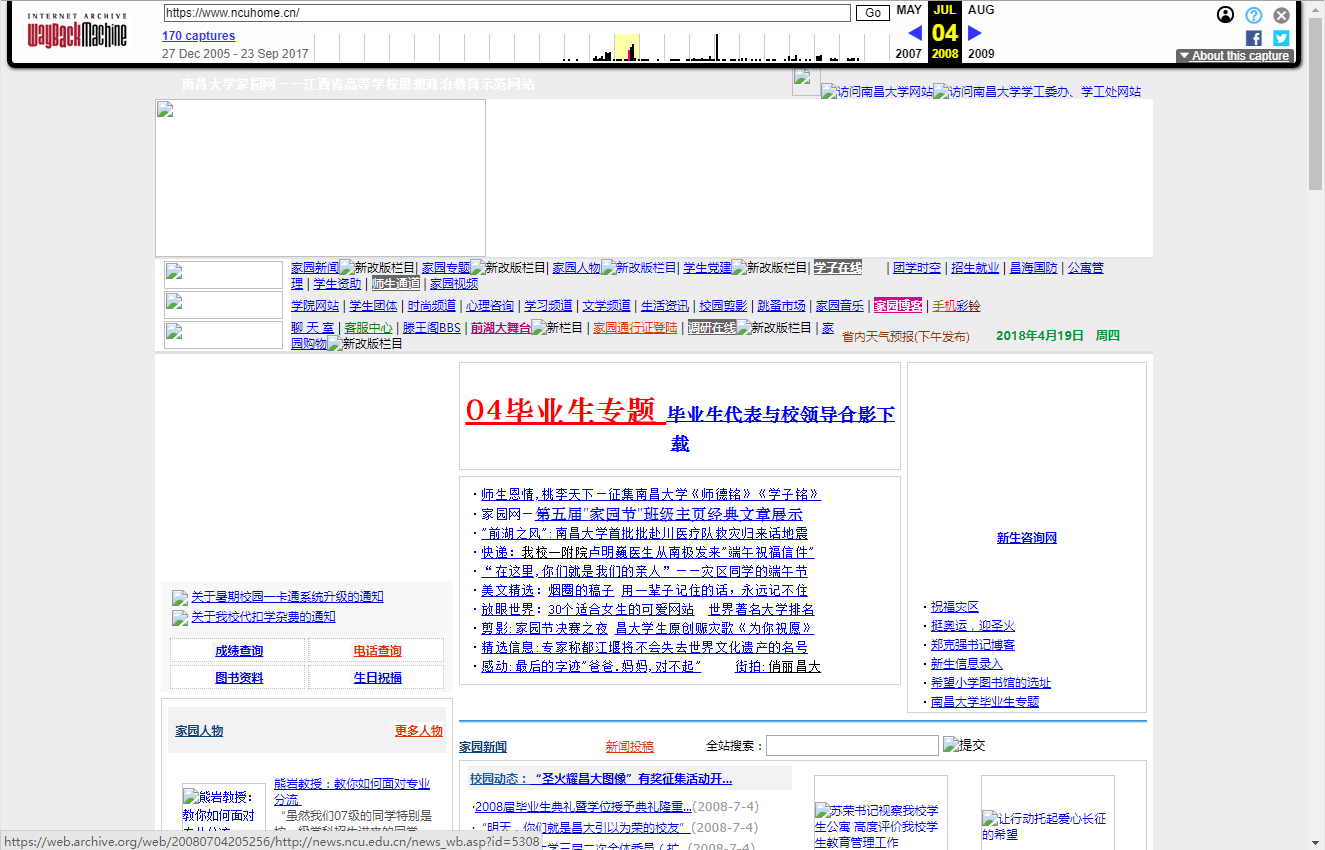 INTERNET ARCHIVE
WayBackMachine
https://www.ncuhome.cn/
Go
MAY
JUL
AUG
170 captures
04
27 Dec 2005 - 23 Sep 2017
2007
2008
2009
About this capture
南昌大学家园网－－江西省高等学校思想政治教育示范网站
访问南昌大学网站访问南昌大学学工委办、学工处网站
家园新闻新改版栏目| 家园专题新改版栏目| 家园人物新改版栏目| 学生党建新改版栏目| 学子在线 | 团学时空 | 招生就业 | 昌海国防 | 公寓管
理 | 学生资助 | 师生通道 | 家园视频
学院网站 | 学生团体 | 时尚频道 | 心理咨询 | 学习频道 | 文学频道 | 生活资讯 | 校园剪影 | 跳蚤市场 | 家园音乐 | 家园博客 | 手机彩铃
聊 天 室 | 客服中心 | 滕王阁BBS | 前湖大舞台新栏目 | 家园通行证登陆 | 调研在线新改版栏目 | 家
园购物新改版栏目
省内天气预报(下午发布)
2018年4月19日 周四
04毕业生专题 毕业生代表与校领导合影下
载
· 师生恩情,桃李天下－征集南昌大学《师德铭》《学子铭》
· 家园网－第五届"家园节"班级主页经典文章展示
· "前湖之风":南昌大学首批批赴川医疗队救灾归来话地震
· 快递：我校一附院卢明巍医生从南极发来"端午祝福信件"
· “在这里,你们就是我们的亲人”－－灾区同学的端午节
· 美文精选：烟圈的稿子 用一辈子记住的话，永远记不住
· 放眼世界：30个适合女生的可爱网站 世界著名大学排名
· 剪影:家园节决赛之夜 昌大学生原创赈灾歌《为你祝愿》
· 精选信息:专家称都江堰将不会失去世界文化遗产的名号
· 感动:最后的字迹"爸爸.妈妈,对不起" 街拍:俏丽昌大
新生咨询网
· 祝福灾区
· 挺奥运，迎圣火
· 郑克强书记博客
· 新生信息录入
· 希望小学图书馆的选址
· 南昌大学毕业生专题
关于暑期校园一卡通系统升级的通知
关于我校代扣学杂费的通知
成绩查询
电话查询
图书资料
生日祝福
家园人物
更多人物
熊岩教授：教你如何面对专业
分流
“虽然我们07级的同学特别是
熊岩教授：
教你如何面
家园新闻
新闻投稿
全站搜索：
提交
校园动态：“圣火耀昌大图像”有奖征集活动开...
·2008届毕业生典礼暨学位授予典礼隆重...(2008-7-4)
·“明天，你们就是昌大引以为荣的校友”(2008-7-4)
苏荣书记视察我校学
生公寓 高度评价我校学
生教育管理工作
让行动托起爱心长征
的希望
https://web.archive.org/web/20080704205256/http://news.ncu.edu.cn/news_wb.asp?id=5308